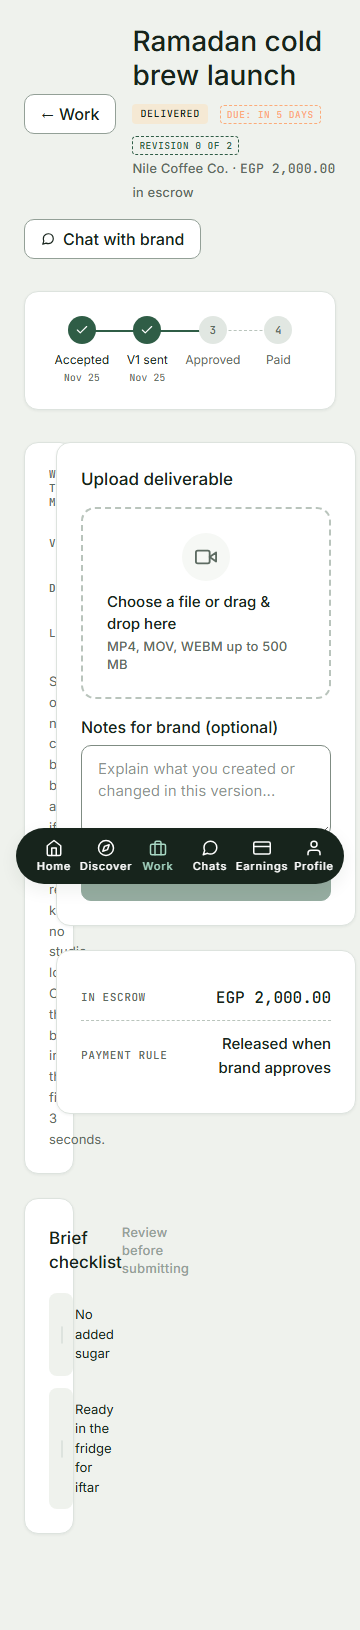 Ramadan cold
brew launch
← Work
DELIVERED
DUE: IN 5 DAYS
REVISION 0 OF 2
Nile Coffee Co. · EGP 2,000.00
in escrow
Chat with brand
3
4
Accepted
V1 sent
Approved
Paid
Nov 25
Nov 25
W
T
M
V
D
L
S
o
n
c
b
b
a
if
Upload deliverable
Choose a file or drag &
drop here
MP4, MOV, WEBM up to 500
MB
Notes for brand (optional)
Explain what you created or
changed in this version...
Home
Discover
Work
Chats
Earnings
Profile
k
no
3
seconds.
IN ESCROW
EGP 2,000.00
PAYMENT RULE
Released when
brand approves
Brief
checklist
Review
before
submitting
No
added
sugar
Ready
in the
fridge
for
iftar